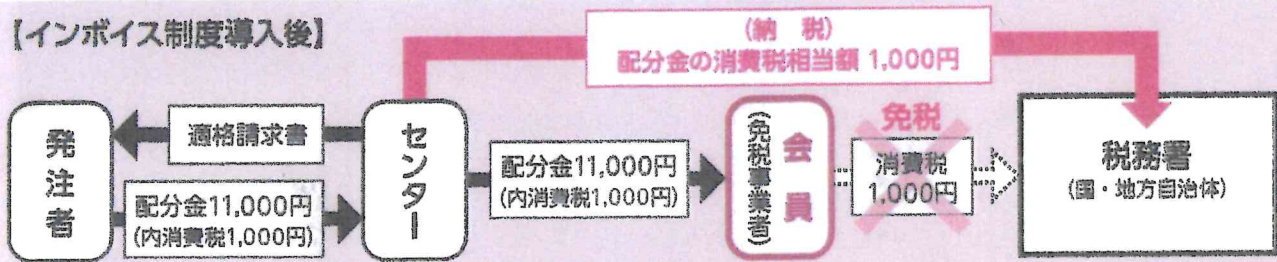 【インボイス制度導入後】
(納 税)
配分金の消費税相当額 1,000円
発注者
適格請求書
配分金11,000円
(内消費税1,000円)
センター
配分金11,000円
(内消費税1,000円)
会員
(免税事業者)
免税
消費税
1,000円
税務署
(国・地方自治体)